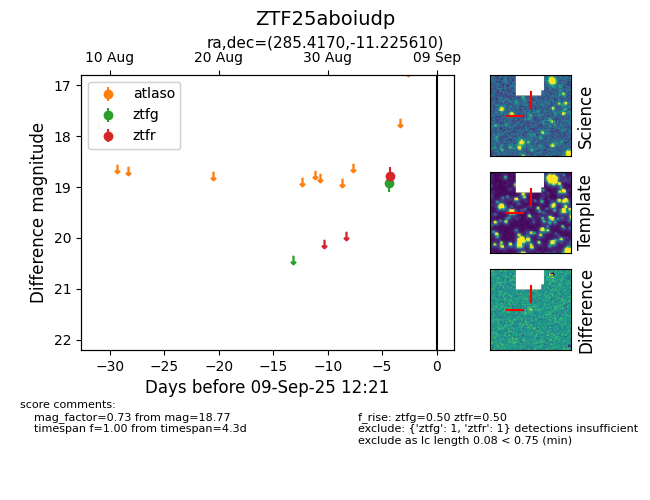 ZTF25aboiudp
ra,dec=(285.4170,-11.225610)
10 Aug 20 Aug 30 Aug 09 Sep
atlaso
ztfg
ztfr
17
18
19
20
21
22
Difference magnitude
−30 −25 −20 −15 −10 −5 0
Days before 09-Sep-25 12:21
Science
Template
Difference
score comments:
mag_factor=0.73 from mag=18.77
timespan f=1.00 from timespan=4.3d
f_rise: ztfg=0.50 ztfr=0.50
exclude: {'ztfg': 1, 'ztfr': 1} detections insufficient
exclude as lc length 0.08 < 0.75 (min)